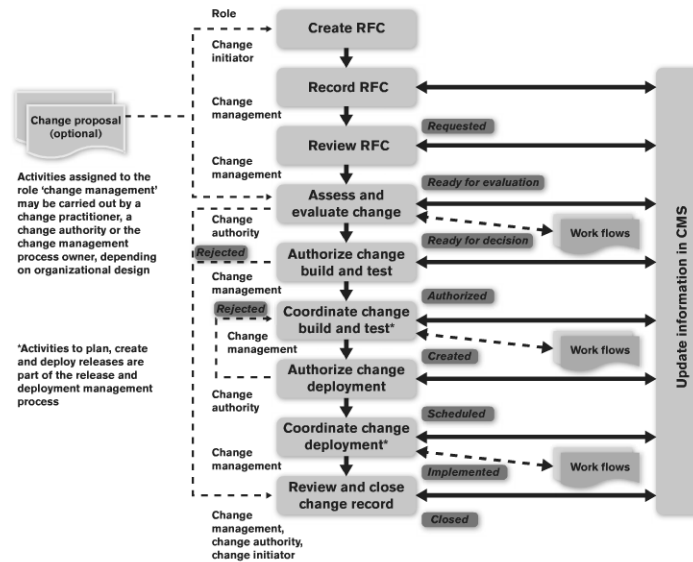 Role
Create RFC
Change
initiator
Record RFC
Change proposal
(optional)
Change
management
Requested
Review RFC
Activities assigned to the
role ‘change management’
may be carried out by a
change practitioner, a
change authority or the
change management
process owner, depending
on organizational design
Change
management
Ready for evaluation
Assess and
evaluate change
Change
authority
Work flows
Rejected
Ready for decision
Authorize change
build and test
Change
management
Rejected
Authorized
Coordinate change
build and test*
*Activities to plan, create
and deploy releases are
part of the release and
deployment management
process
Change
management
Work flows
Created
Authorize change
deployment
Change
authority
Scheduled
Coordinate change
deployment*
Change
management
Work flows
Implemented
Review and close
change record
Change
management,
change authority,
change initiator
Closed
Update information in CMS